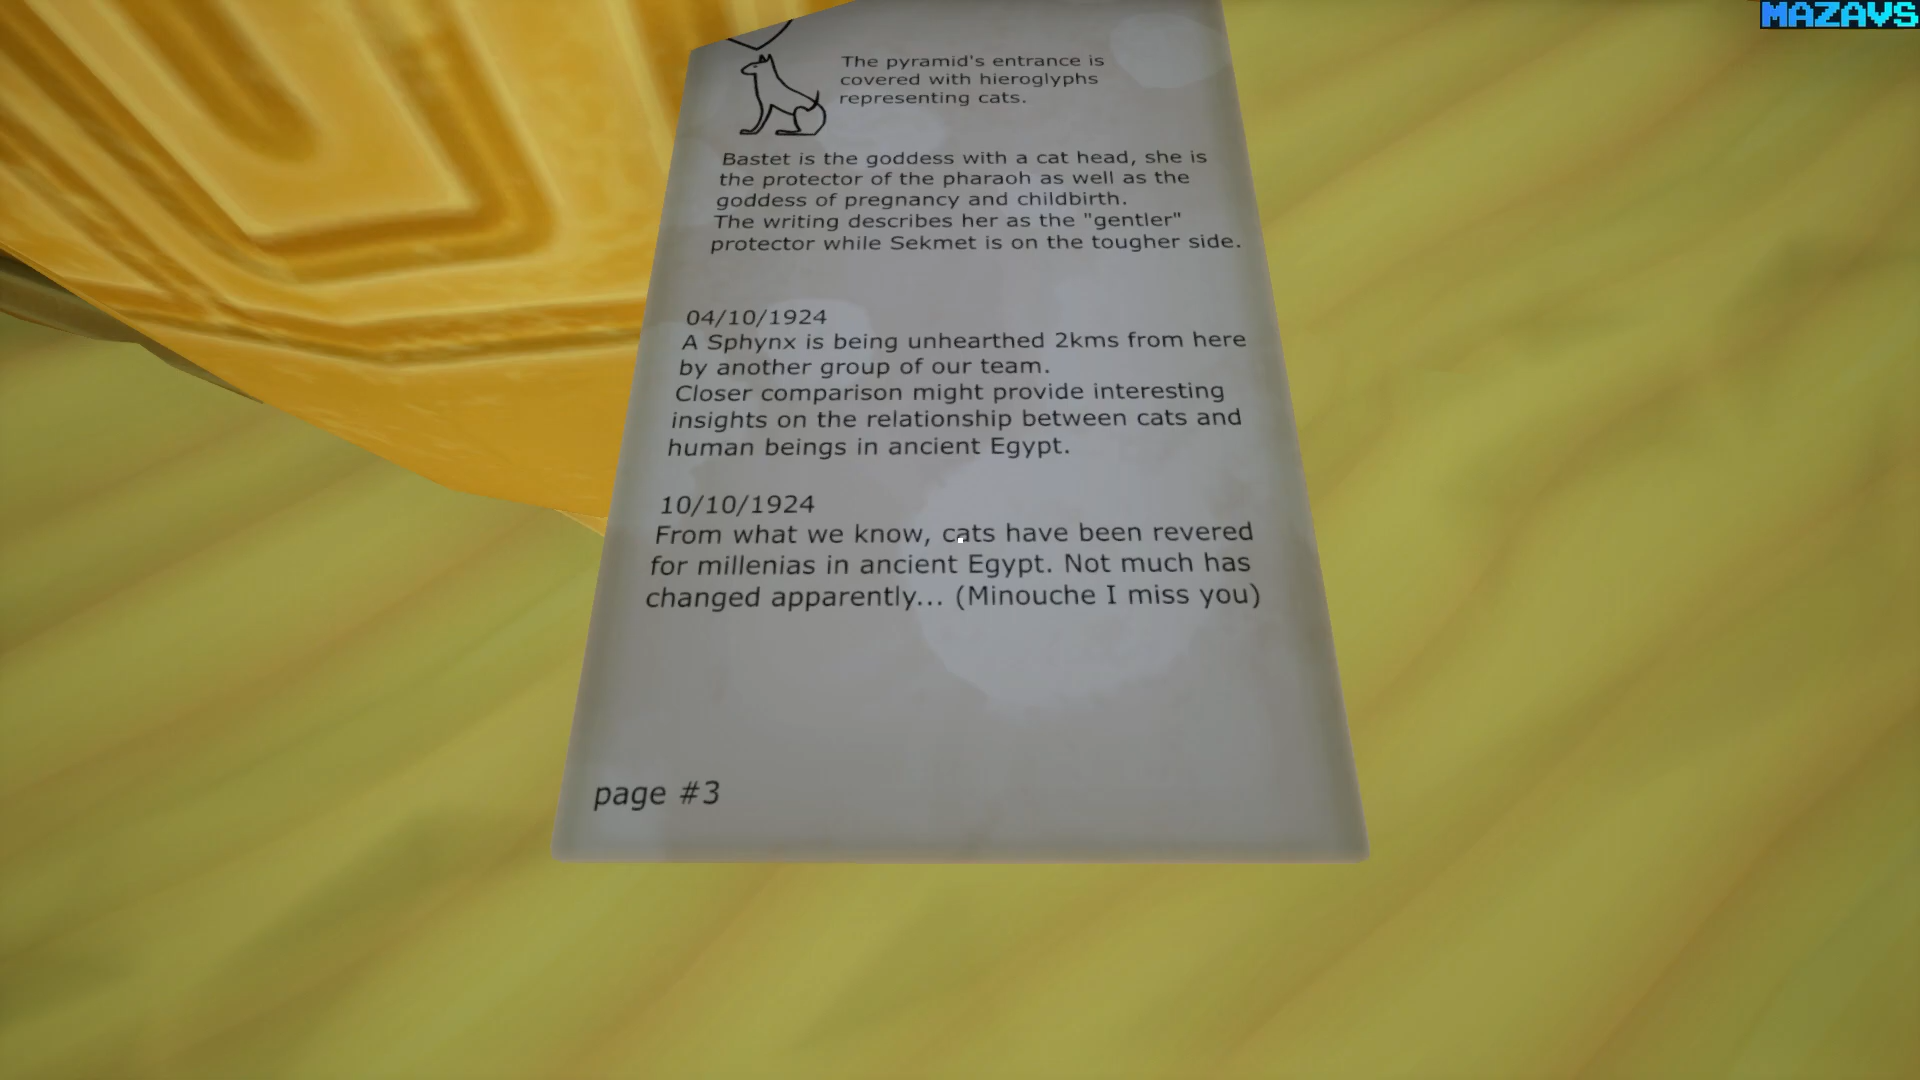 MAZAVS
The pyramid's entrance is
covered with hieroglyphs
representing cats.
Bastet is the goddess with a cat head, she is
the protector of the pharaoh as well as the
goddess of pregnancy and childbirth.
The writing describes her as the "gentler"
protector while Sekmet is on the tougher side.
04/10/1924
A Sphynx is being unhearthed 2kms from here
by another group of our team.
Closer comparison might provide interesting
insights on the relationship between cats and
human beings in ancient Egypt.
10/10/1924
From what we know, cats have been revered
for millenias in ancient Egypt. Not much has
changed apparently... (Minouche I miss you)
page #3